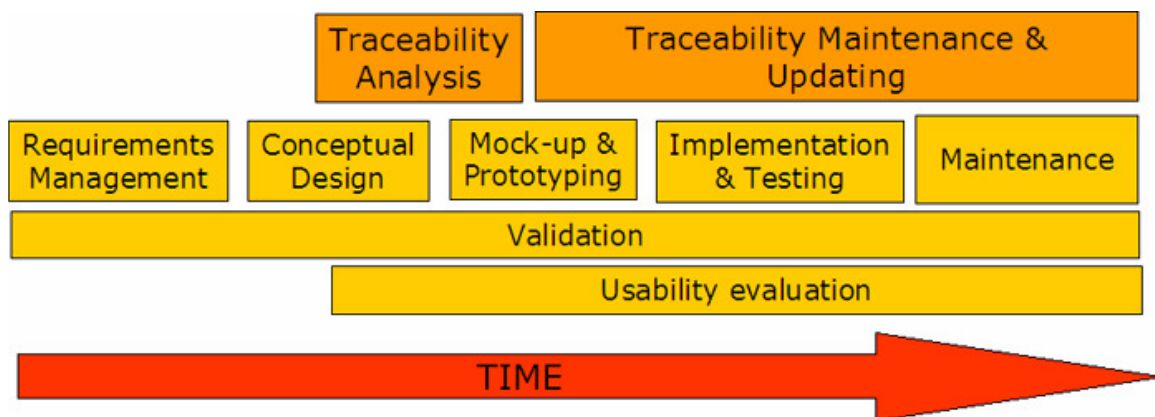 Traceability
Analysis
Traceability Maintenance &
Updating
Requirements
Management
Conceptual
Design
Mock-up &
Prototyping
Implementation
& Testing
Maintenance
Validation
Usability evaluation
TIME